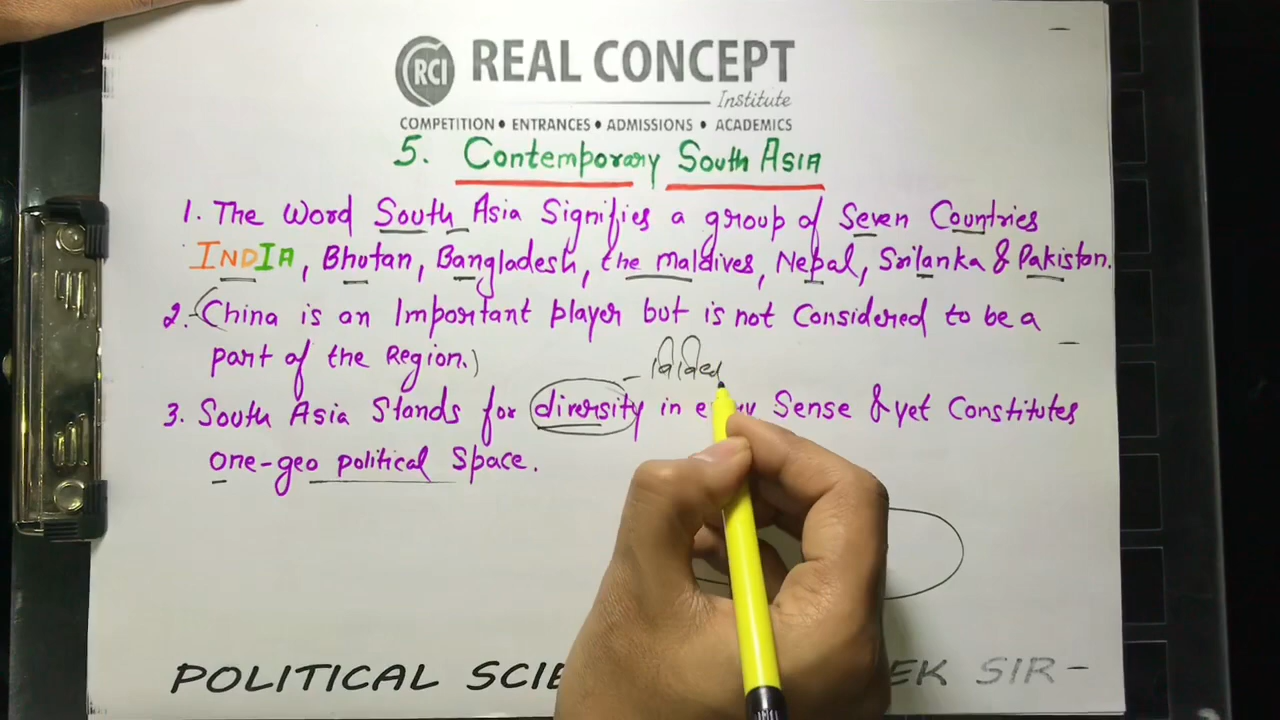 RCI REAL CONCEPT
Institute
COMPETITION • ENTRANCES • ADMISSIONS • ACADEMICS
5. Contemporary South ASIA
1. The Word South Asia Signifies a group of Seven Countries
INDIA, Bhutan, Bangladesh, the maldives, Nepal, Srilanka & Pakistan.
2. China is an Important player but is not Considered to be a
part of the Region.)
3. South Asia Stands for diversity in Sense & yet Constitutes
one-geo political Space.
POLITICAL SIR -